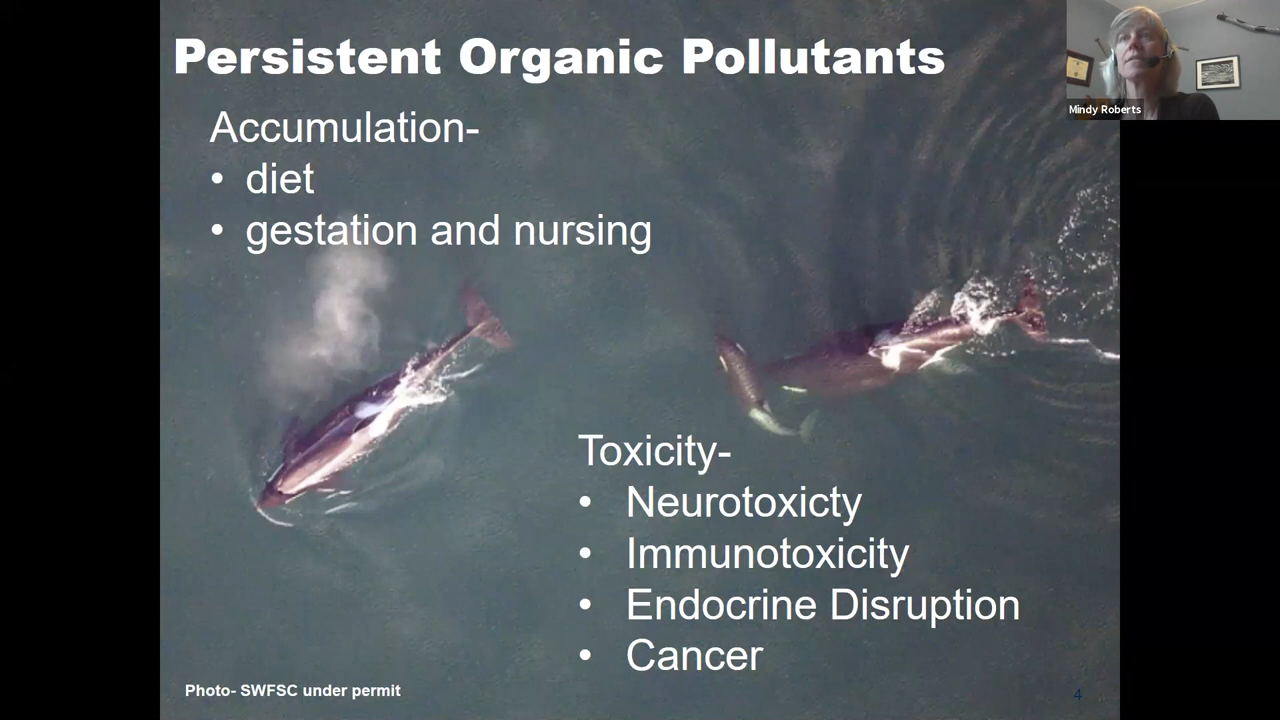 Persistent Organic Pollutants
Mindy Roberts
Accumulation-
• diet
• gestation and nursing
Toxicity-
• Neurotoxicty
• Immunotoxicity
• Endocrine Disruption
• Cancer
Photo- SWFSC under permit
4